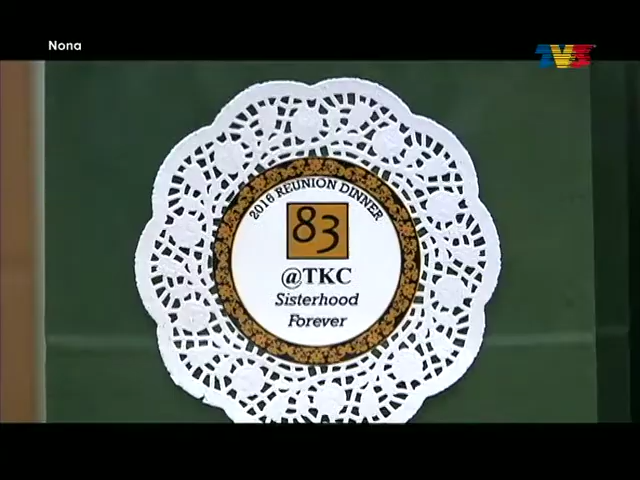 Nona
TV3
2016 REUNION DINNER
83
@TKC
Sisterhood
Forever